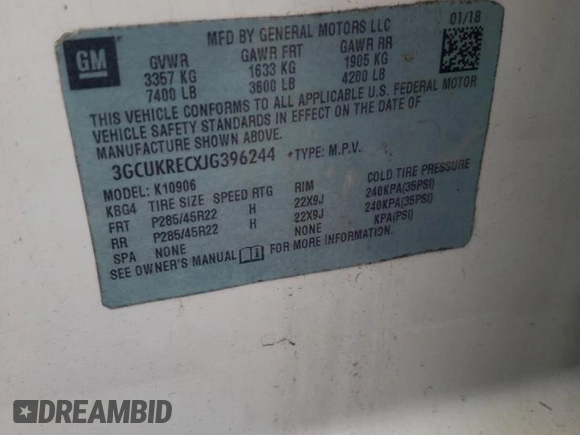 GM
MFD BY GENERAL MOTORS LLC
01/18
GVWR GAWR FRT GAWR RR
3357 KG 1633 KG 1905 KG
7400 LB 3600 LB 4200 LB
THIS VEHICLE CONFORMS TO ALL APPLICABLE U.S. FEDERAL MOTOR
VEHICLE SAFETY STANDARDS IN EFFECT ON THE DATE OF
MANUFACTURE SHOWN ABOVE.
3GCUKRECXJG396244 TYPE: M.P.V.
MODEL: K10906
KBG4 TIRE SIZE SPEED RTG RIM COLD TIRE PRESSURE
FRT P285/45R22 H 22X9J 240KPA(35PSI)
RR P285/45R22 H 22X9J 240KPA(35PSI)
SPA NONE NONE KPA(PSI)
SEE OWNER'S MANUAL FOR MORE INFORMATION.
DREAMBID